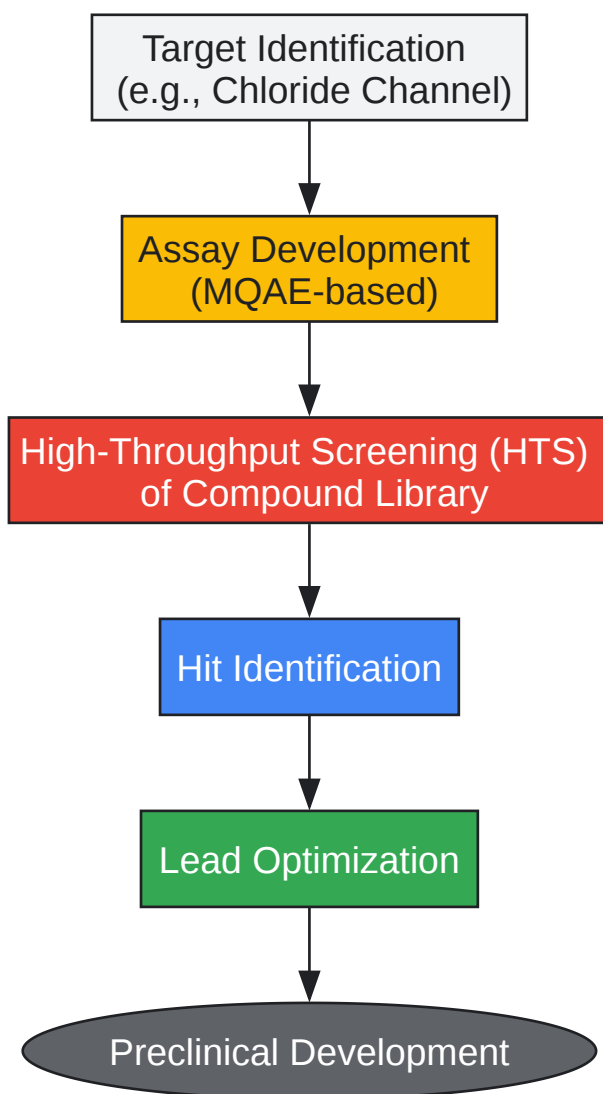 Target Identification
(e.g., Chloride Channel)
Assay Development
(MQAE-based)
High-Throughput Screening (HTS)
of Compound Library
Hit Identification
Lead Optimization
Preclinical Development